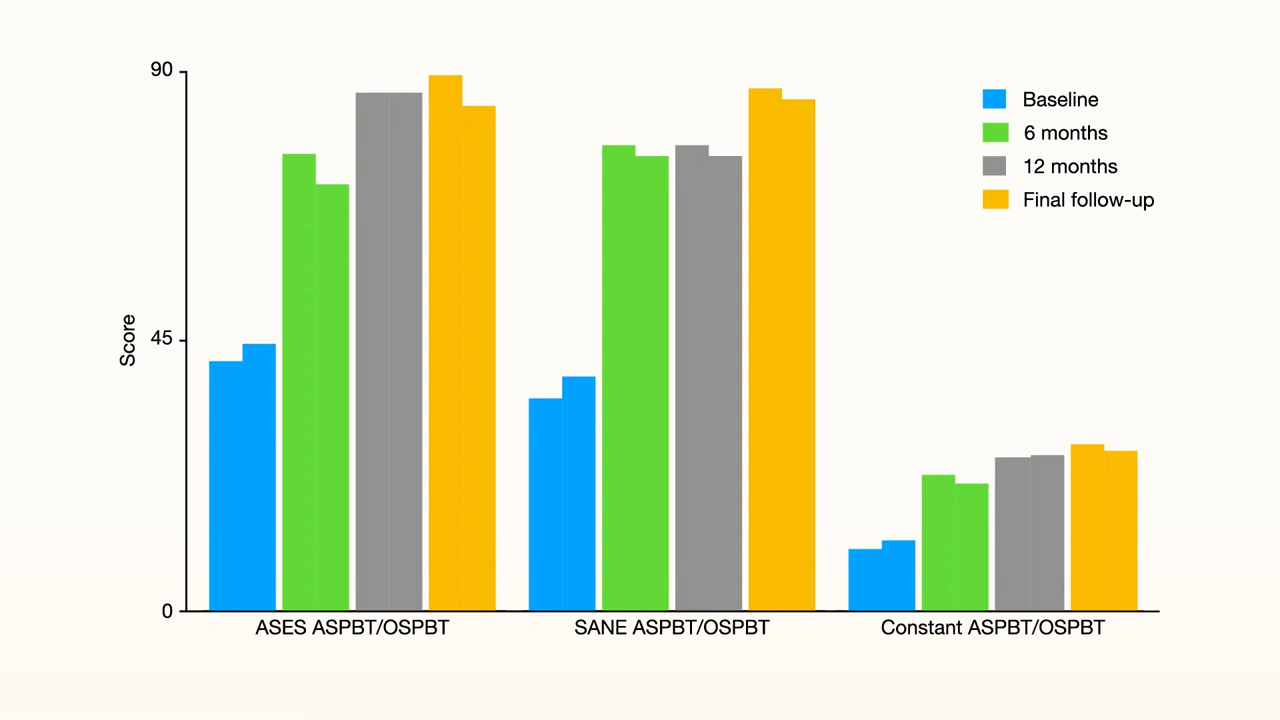 90
45
0
Score
Baseline
6 months
12 months
Final follow-up
ASES ASPBT/OSPBT
SANE ASPBT/OSPBT
Constant ASPBT/OSPBT